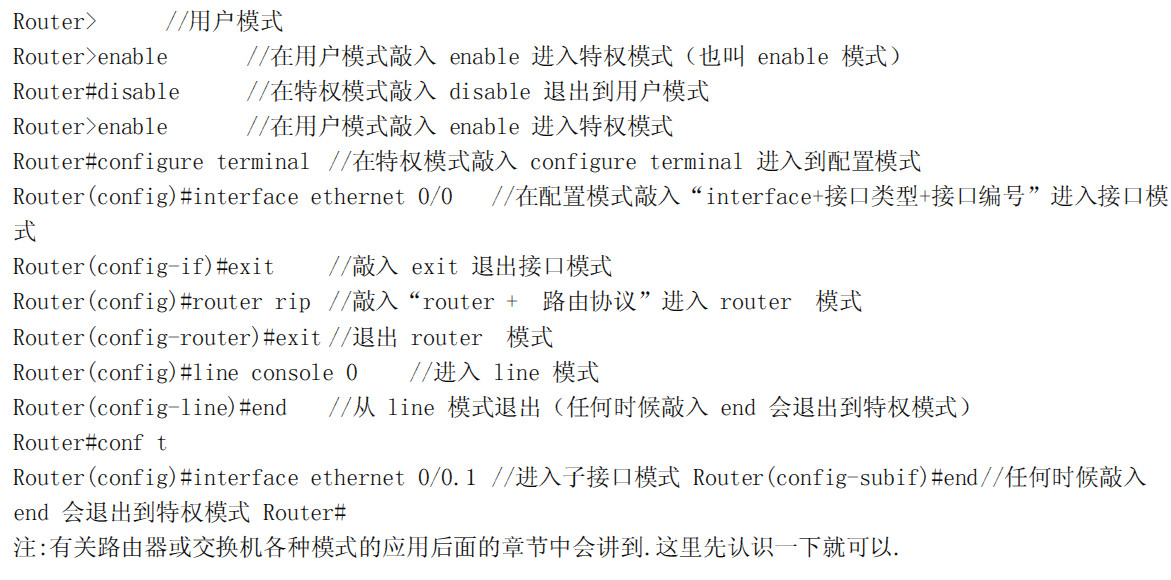 Router>      //用户模式
Router>enable      //在用户模式敲入 enable 进入特权模式（也叫 enable 模式）
Router#disable     //在特权模式敲入 disable 退出到用户模式
Router>enable      //在用户模式敲入 enable 进入特权模式
Router#configure terminal  //在特权模式敲入 configure terminal 进入到配置模式
Router(config)#interface ethernet 0/0   //在配置模式敲入“interface+接口类型+接口编号”进入接口模
式
Router(config-if)#exit    //敲入 exit 退出接口模式
Router(config)#router rip  //敲入“router +  路由协议”进入 router  模式
Router(config-router)#exit //退出 router  模式
Router(config)#line console 0    //进入 line 模式
Router(config-line)#end   //从 line 模式退出（任何时候敲入 end 会退出到特权模式）
Router#conf t
Router(config)#interface ethernet 0/0.1 //进入子接口模式 Router(config-subif)#end//任何时候敲入
end 会退出到特权模式 Router#
注:有关路由器或交换机各种模式的应用后面的章节中会讲到.这里先认识一下就可以.